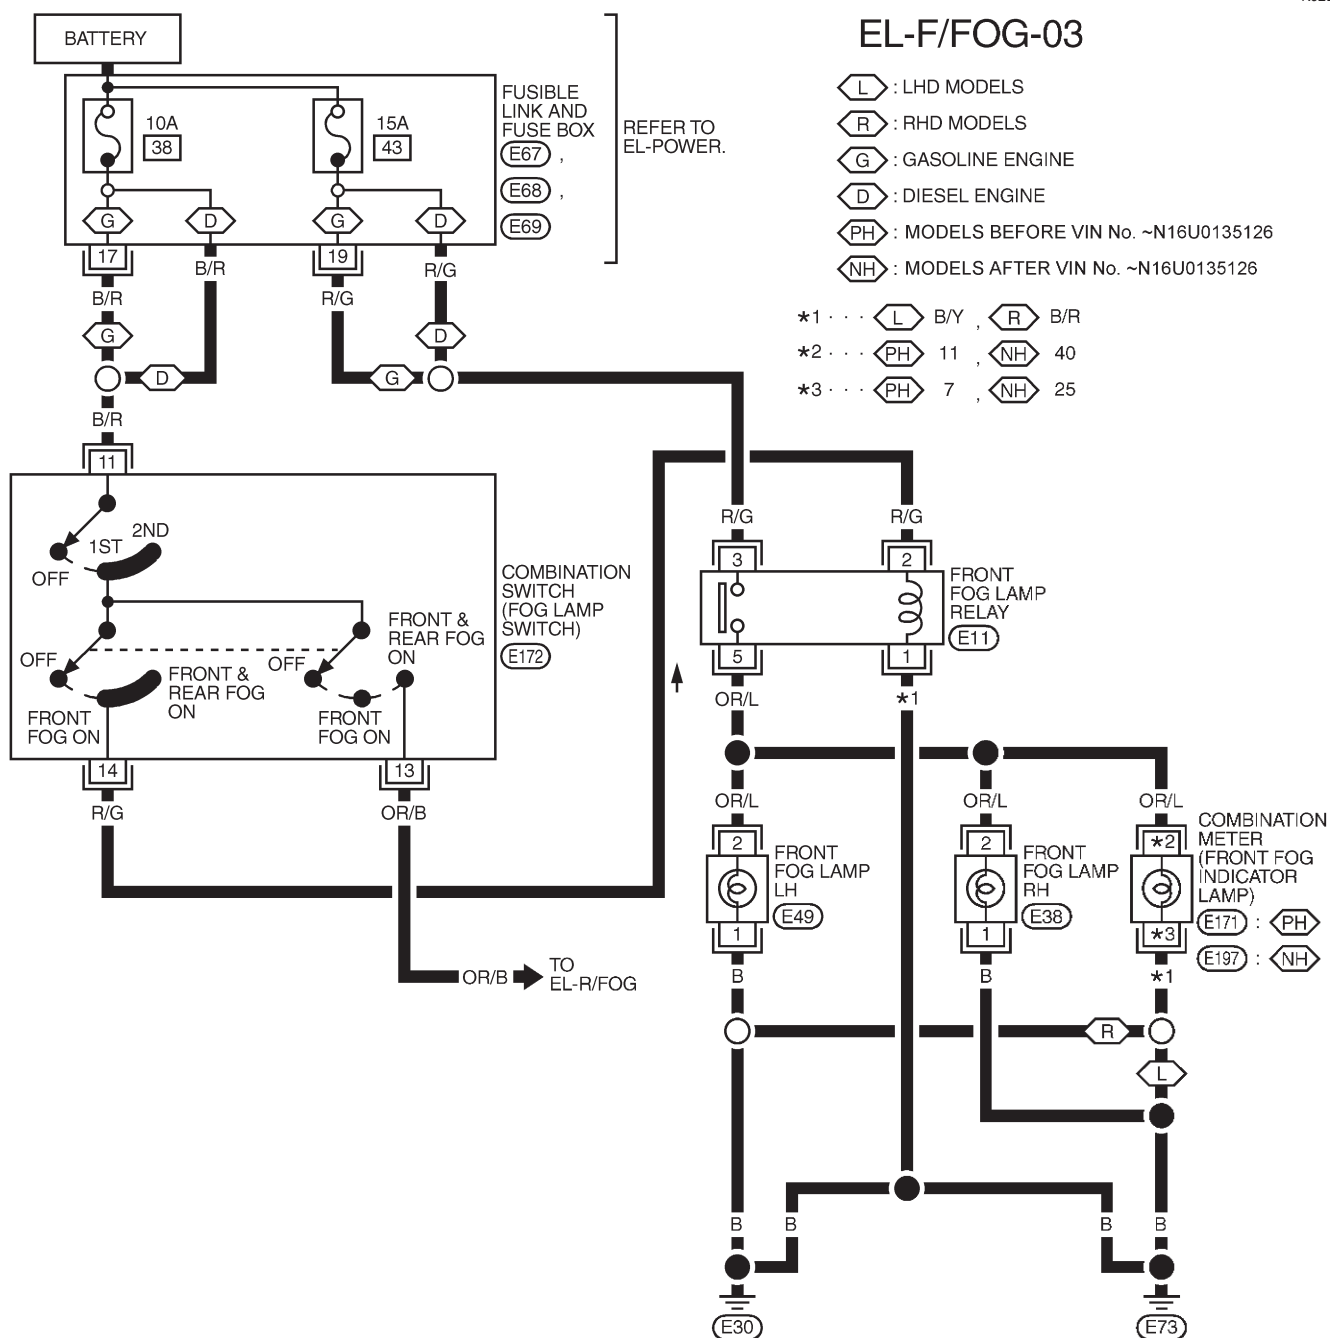 EL-F/FOG-03
BATTERY
10A
38
15A
43
FUSIBLE
LINK AND
FUSE BOX
E67 ,
E68 ,
E69
REFER TO
EL-POWER.
L : LHD MODELS
R : RHD MODELS
G : GASOLINE ENGINE
D : DIESEL ENGINE
PH : MODELS BEFORE VIN No. ~N16U0135126
NH : MODELS AFTER VIN No. ~N16U0135126
*1 · · · L B/Y , R B/R
*2 · · · PH 11 , NH 40
*3 · · · PH 7 , NH 25
G D G D
17 B/R 19 R/G
B/R R/G
G D
D G
B/R
11
1ST 2ND
OFF
COMBINATION
SWITCH
(FOG LAMP
SWITCH)
E172
OFF
FRONT &
REAR FOG
ON
FRONT
FOG ON
OFF
FRONT &
REAR FOG
ON
FRONT
FOG ON
14 13
R/G OR/B
OR/B
TO
EL-R/FOG
R/G R/G
3 2
FRONT
FOG LAMP
RELAY
E11
5 1
OR/L *1
OR/L OR/L OR/L
2 2 *2
FRONT
FOG LAMP
LH
E49
FRONT
FOG LAMP
RH
E38
COMBINATION
METER
(FRONT FOG
INDICATOR
LAMP)
E171 : PH
E197 : NH
1 1 *3
B B *1
R
L
B B B B
E30 E73